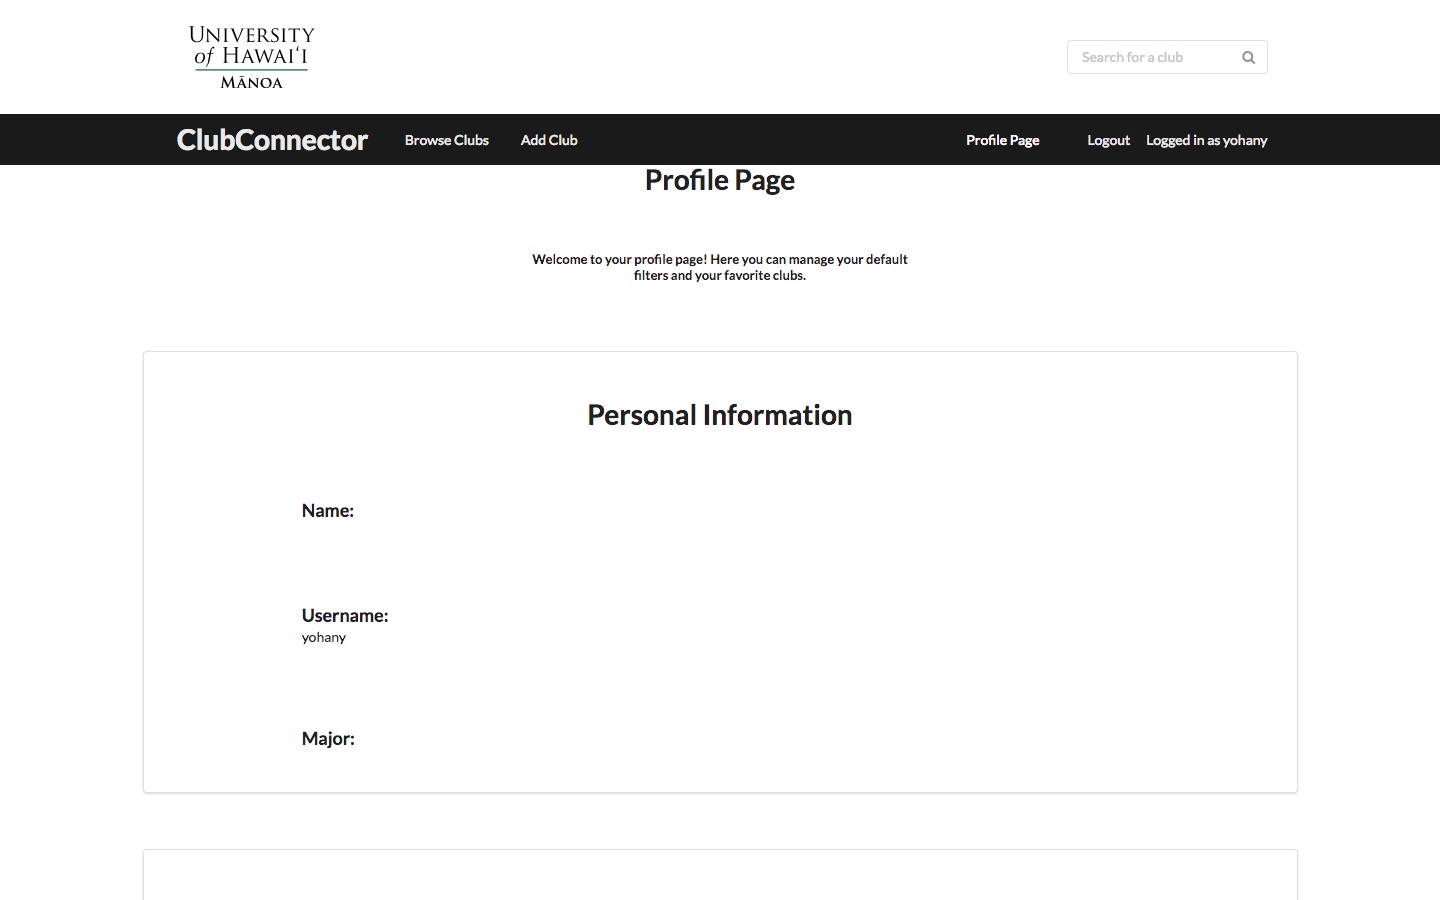 UNIVERSITY
of HAWAIʻI
MĀNOA
Search for a club
ClubConnector Browse Clubs Add Club Profile Page Logout Logged in as yohany
Profile Page
Welcome to your profile page! Here you can manage your default
filters and your favorite clubs.
Personal Information
Name:
Username:
yohany
Major: